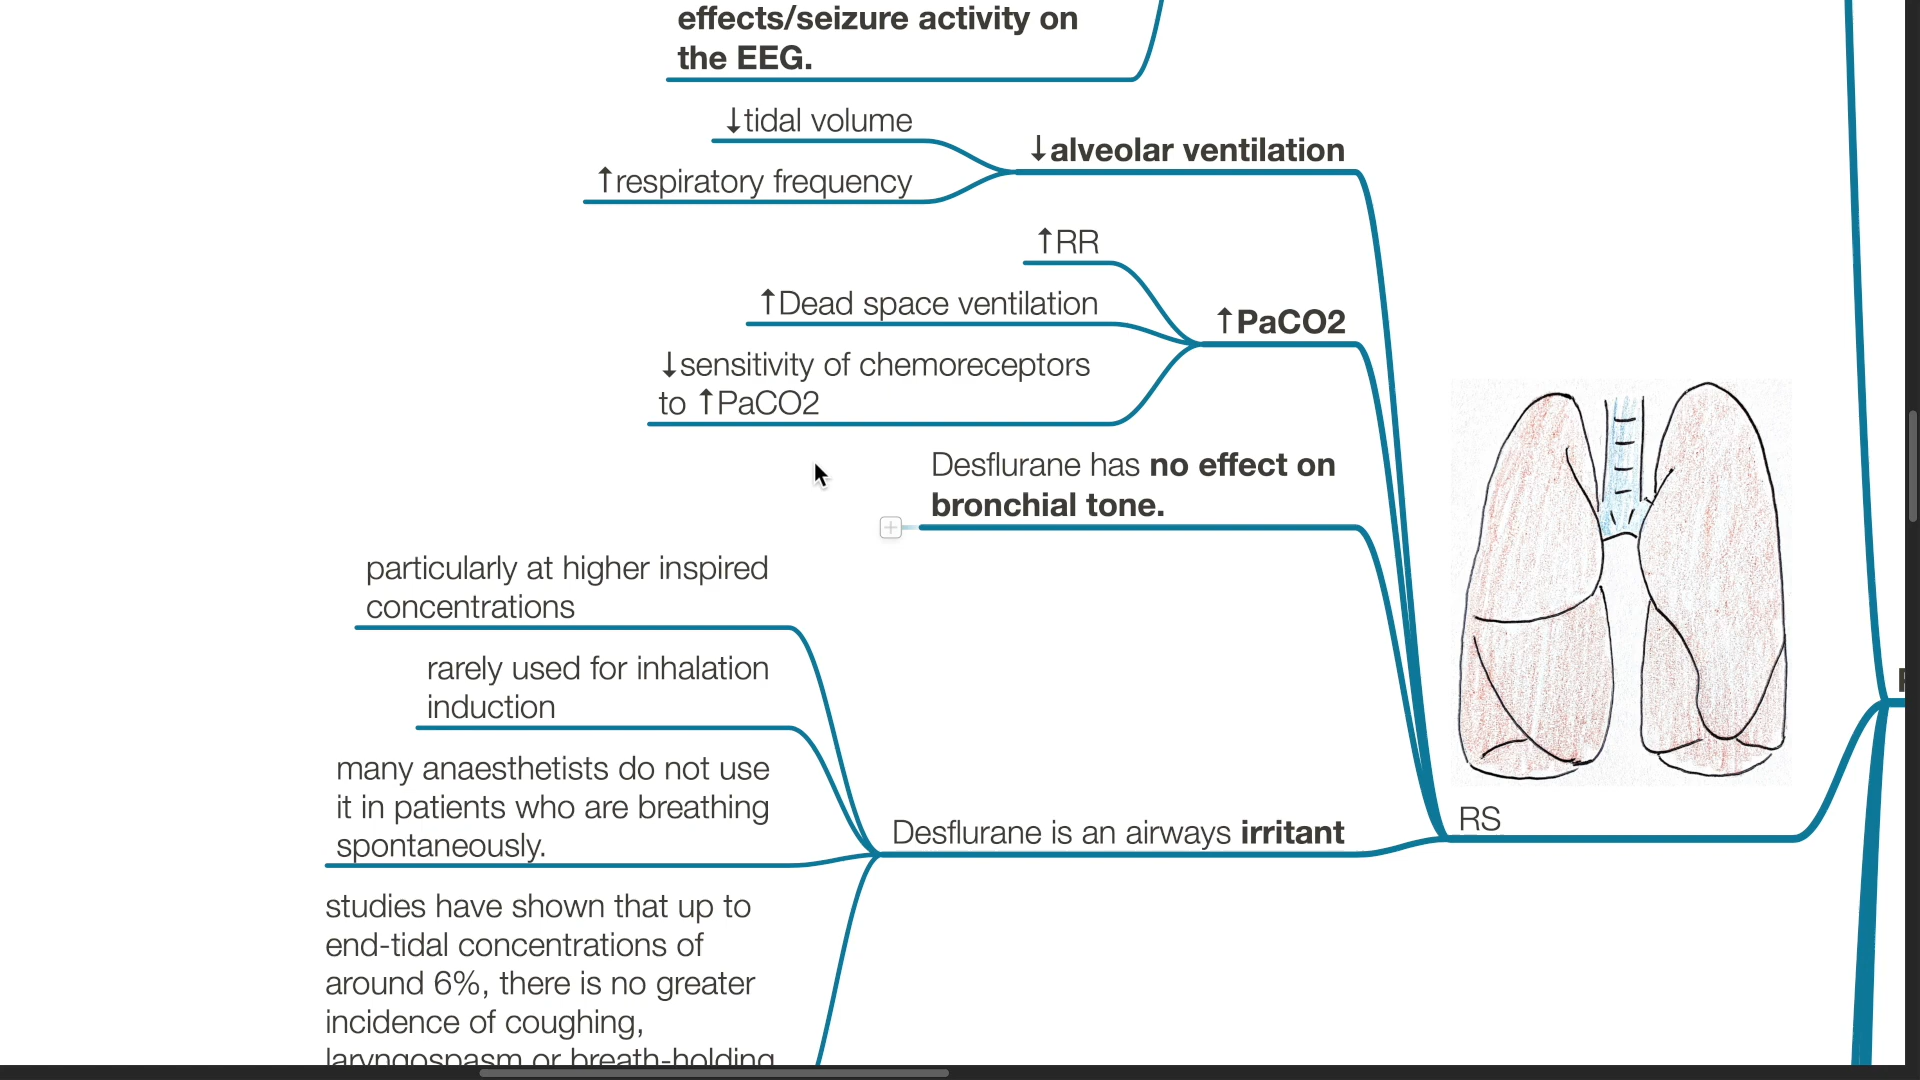 effects/seizure activity on
the EEG.
↓tidal volume
↑respiratory frequency
↓alveolar ventilation
↑RR
↑Dead space ventilation
↓sensitivity of chemoreceptors
to ↑PaCO2
↑PaCO2
Desflurane has no effect on
bronchial tone.
particularly at higher inspired
concentrations
rarely used for inhalation
induction
many anaesthetists do not use
it in patients who are breathing
spontaneously.
studies have shown that up to
end-tidal concentrations of
around 6%, there is no greater
incidence of coughing,
laryngospasm or breath-holding
Desflurane is an airways irritant
RS